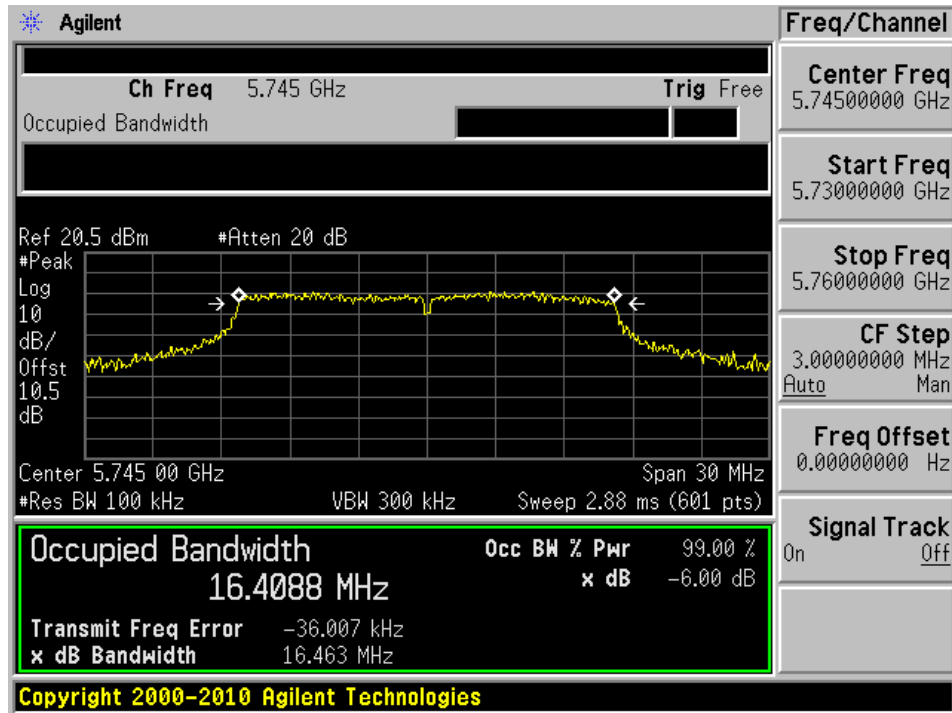 Agilent
Freq/Channel
Ch Freq 5.745 GHz Trig Free
Occupied Bandwidth
Center Freq
5.74500000 GHz
Start Freq
5.73000000 GHz
Stop Freq
5.76000000 GHz
CF Step
3.00000000 MHz
Auto Man
Freq Offset
0.00000000 Hz
Signal Track
On Off
Ref 20.5 dBm #Atten 20 dB
#Peak
Log
10
dB/
Offst
10.5
dB
Center 5.745 00 GHz Span 30 MHz
#Res BW 100 kHz VBW 300 kHz Sweep 2.88 ms (601 pts)
Occupied Bandwidth Occ BW % Pwr 99.00 %
16.4088 MHz x dB -6.00 dB
Transmit Freq Error -36.007 kHz
x dB Bandwidth 16.463 MHz
Copyright 2000-2010 Agilent Technologies